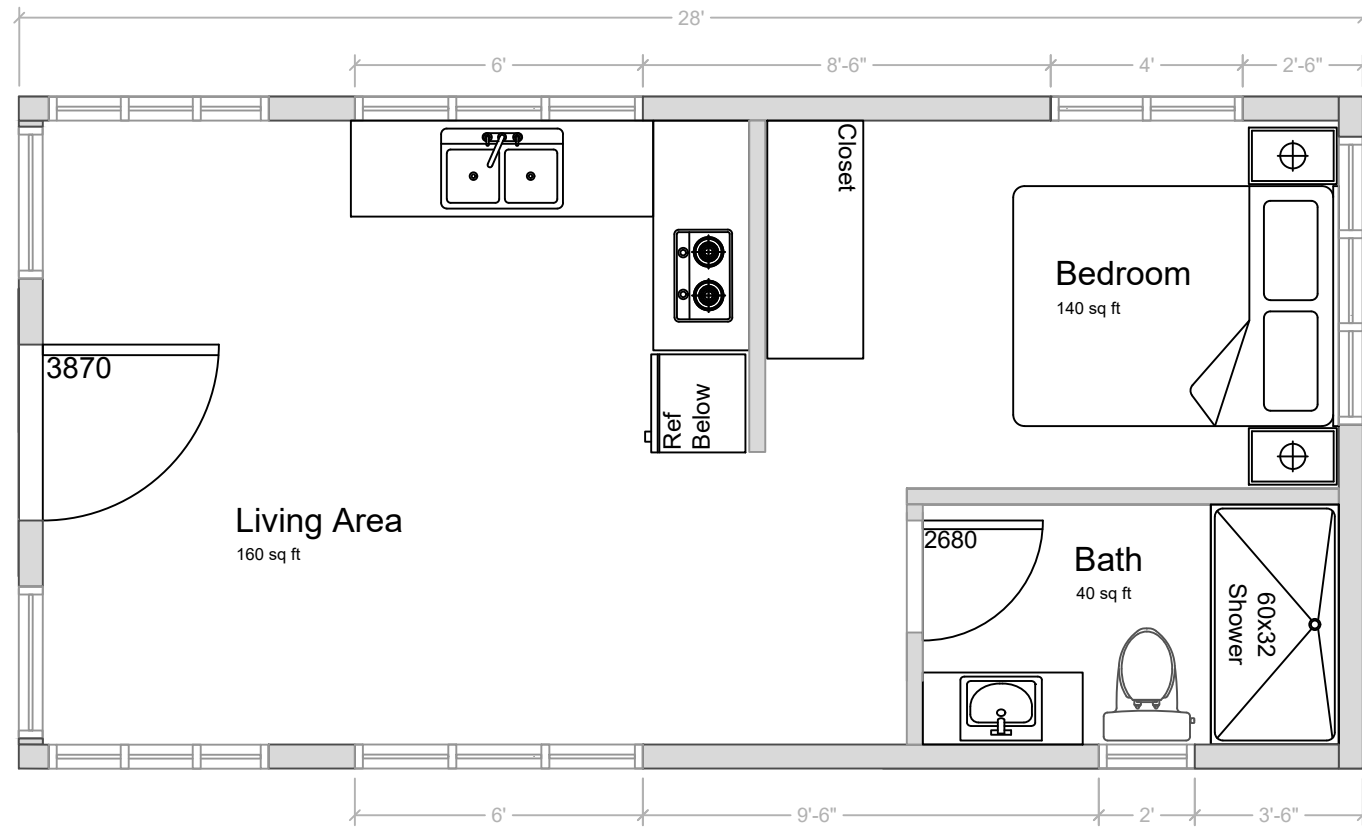 28'
6'
8'-6"
4'
2'-6"
Closet
Bedroom
140 sq ft
3870
Ref
Below
Living Area
160 sq ft
2680
Bath
40 sq ft
60x32
Shower
6'
9'-6"
2'
3'-6"